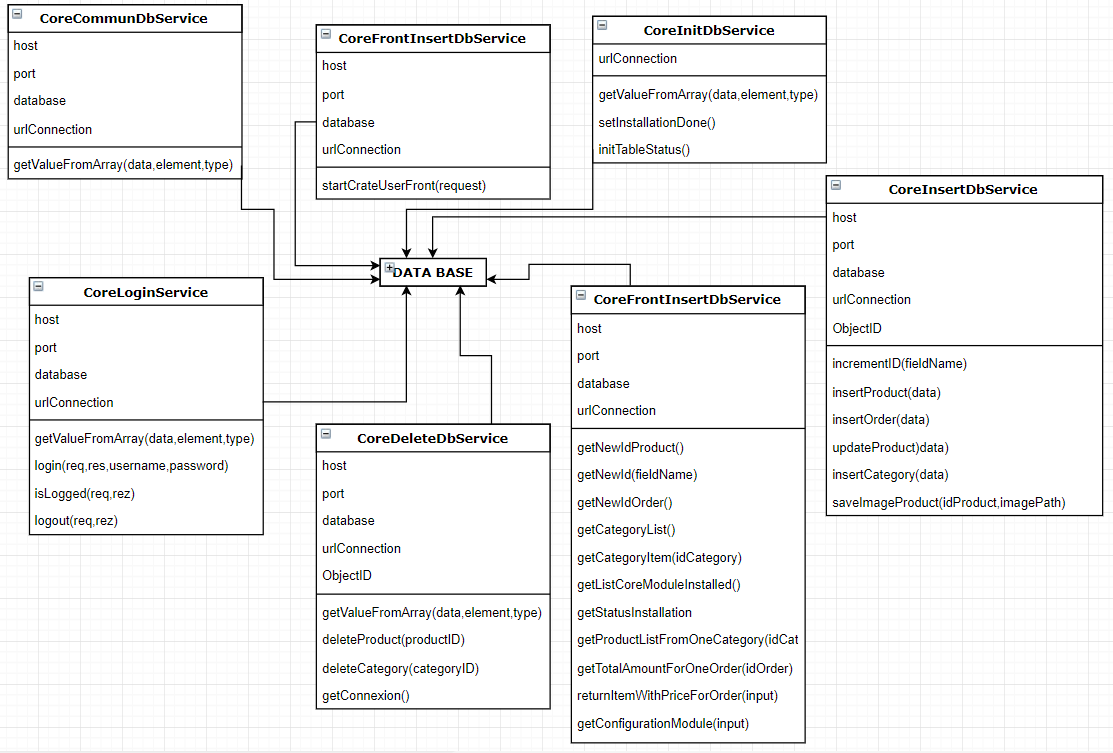 CoreCommunDbService
host
port
database
urlConnection
getValueFromArray(data,element,type)
CoreFrontInsertDbService
host
port
database
urlConnection
startCrateUserFront(request)
CoreInitDbService
urlConnection
getValueFromArray(data,element,type)
setInstallationDone()
initTableStatus()
CoreInsertDbService
host
port
database
urlConnection
ObjectID
incrementID(fieldName)
insertProduct(data)
insertOrder(data)
updateProduct)data)
insertCategory(data)
saveImageProduct(idProduct,imagePath)
DATA BASE
CoreLoginService
host
port
database
urlConnection
getValueFromArray(data,element,type)
login(req,res,username,password)
isLogged(req,rez)
logout(req,rez)
CoreDeleteDbService
host
port
database
urlConnection
ObjectID
getValueFromArray(data,element,type)
deleteProduct(productID)
deleteCategory(categoryID)
getConnexion()
CoreFrontInsertDbService
host
port
database
urlConnection
getNewIdProduct()
getNewId(fieldName)
getNewIdOrder()
getCategoryList()
getCategoryItem(idCategory)
getListCoreModuleInstalled()
getStatusInstallation
getProductListFromOneCategory(idCat
getTotalAmountForOneOrder(idOrder)
returnItemWithPriceForOrder(input)
getConfigurationModule(input)